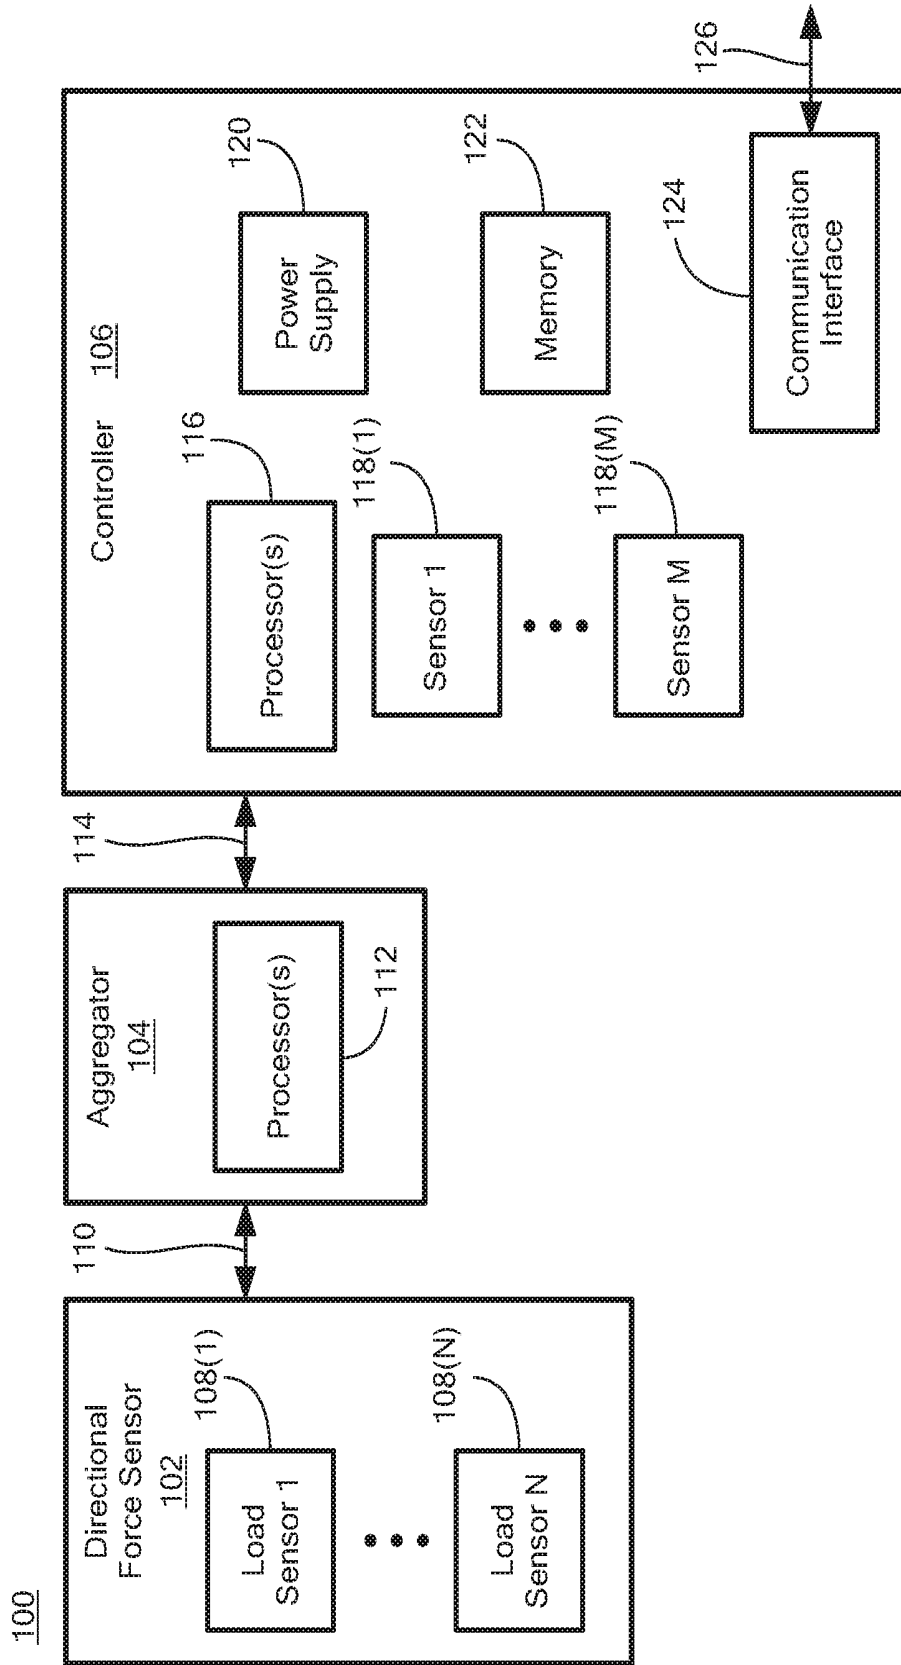 100
Directional
Force Sensor
102
Load
Sensor 1
108(1)
Load
Sensor N
108(N)
110
Aggregator
104
Processor(s)
112
114
Controller
106
Processor(s)
116
Sensor 1
118(1)
Sensor M
118(M)
Power
Supply
120
Memory
122
Communication
Interface
124
126